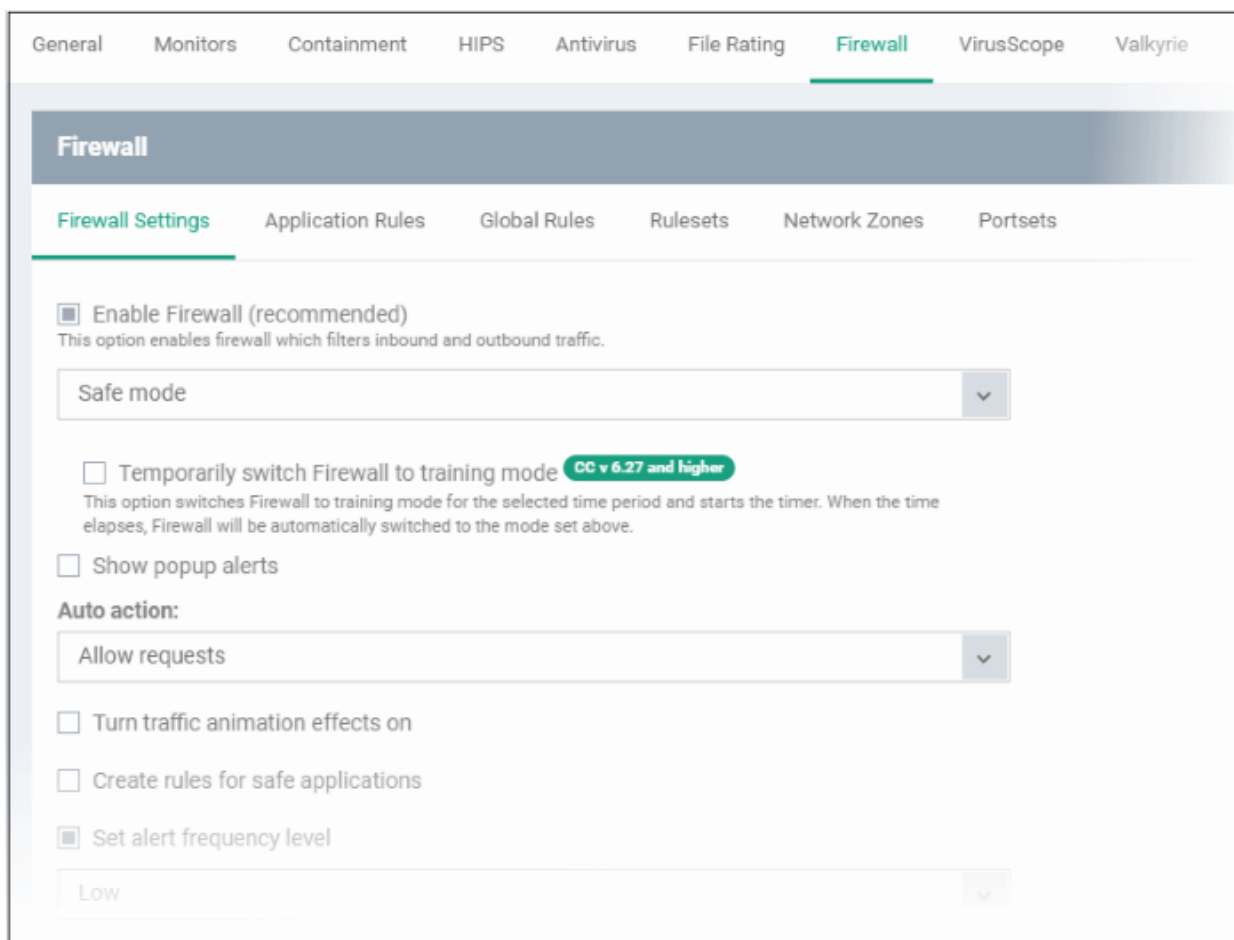 General Monitors Containment HIPS Antivirus File Rating Firewall VirusScope Valkyrie
Firewall
Firewall Settings Application Rules Global Rules Rulesets Network Zones Portsets
Enable Firewall (recommended)
This option enables firewall which filters inbound and outbound traffic.
Safe mode
Temporarily switch Firewall to training mode CC v 6.27 and higher
This option switches Firewall to training mode for the selected time period and starts the timer. When the time
elapses, Firewall will be automatically switched to the mode set above.
Show popup alerts
Auto action:
Allow requests
Turn traffic animation effects on
Create rules for safe applications
Set alert frequency level
Low